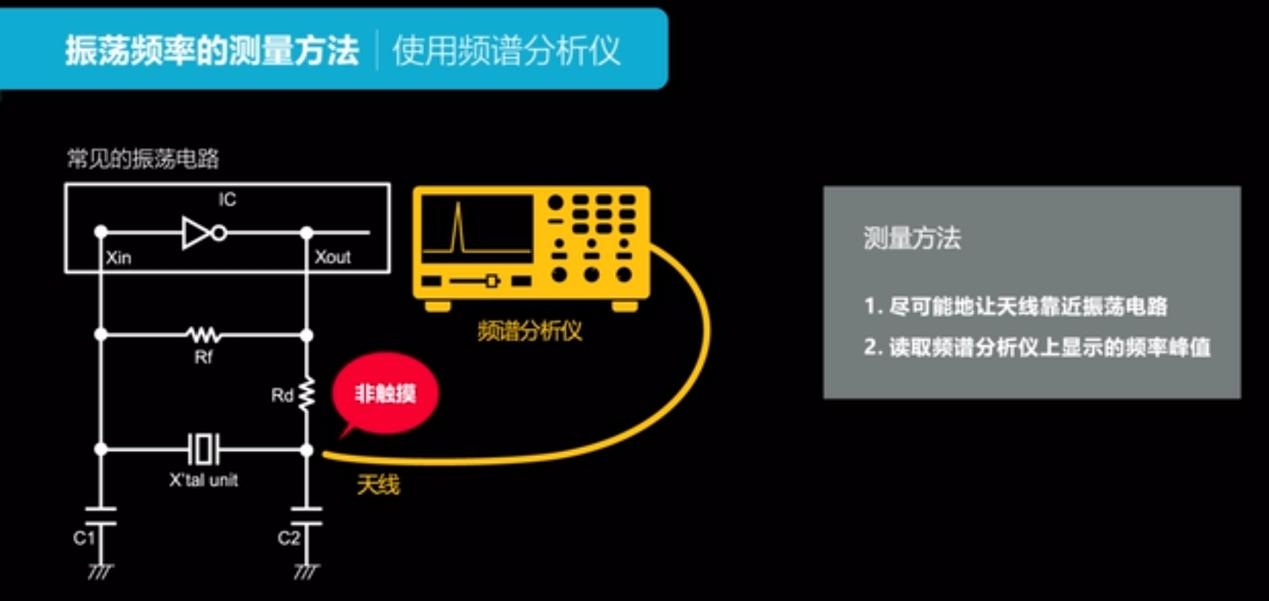 振荡频率的测量方法 | 使用频谱分析仪
常见的振荡电路
IC
Xin
Xout
频谱分析仪
Rf
Rd
非触摸
X'tal unit
天线
C1
C2
测量方法
1. 尽可能地让天线靠近振荡电路
2. 读取频谱分析仪上显示的频率峰值